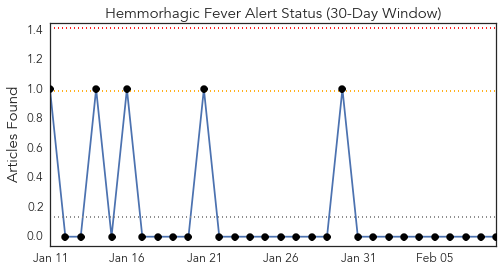 Hemmorhagic Fever Alert Status (30-Day Window)
1.4
1.2
1.0
0.8
0.6
0.4
0.2
0.0
Articles Found
Jan 11 Jan 16 Jan 21 Jan 26 Jan 31 Feb 05